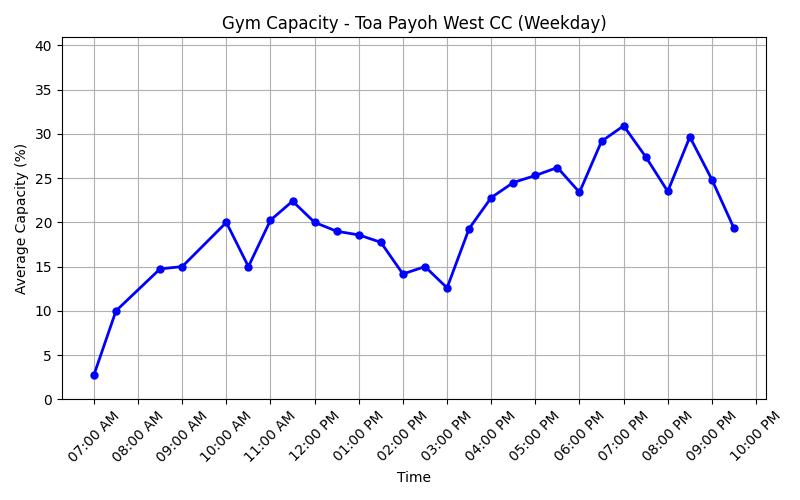 Gym Capacity - Toa Payoh West CC (Weekday)
Average Capacity (%)
40
35
30
25
20
15
10
5
0
07:00 AM
08:00 AM
09:00 AM
10:00 AM
11:00 AM
12:00 PM
01:00 PM
02:00 PM
03:00 PM
04:00 PM
05:00 PM
06:00 PM
07:00 PM
08:00 PM
09:00 PM
10:00 PM
Time